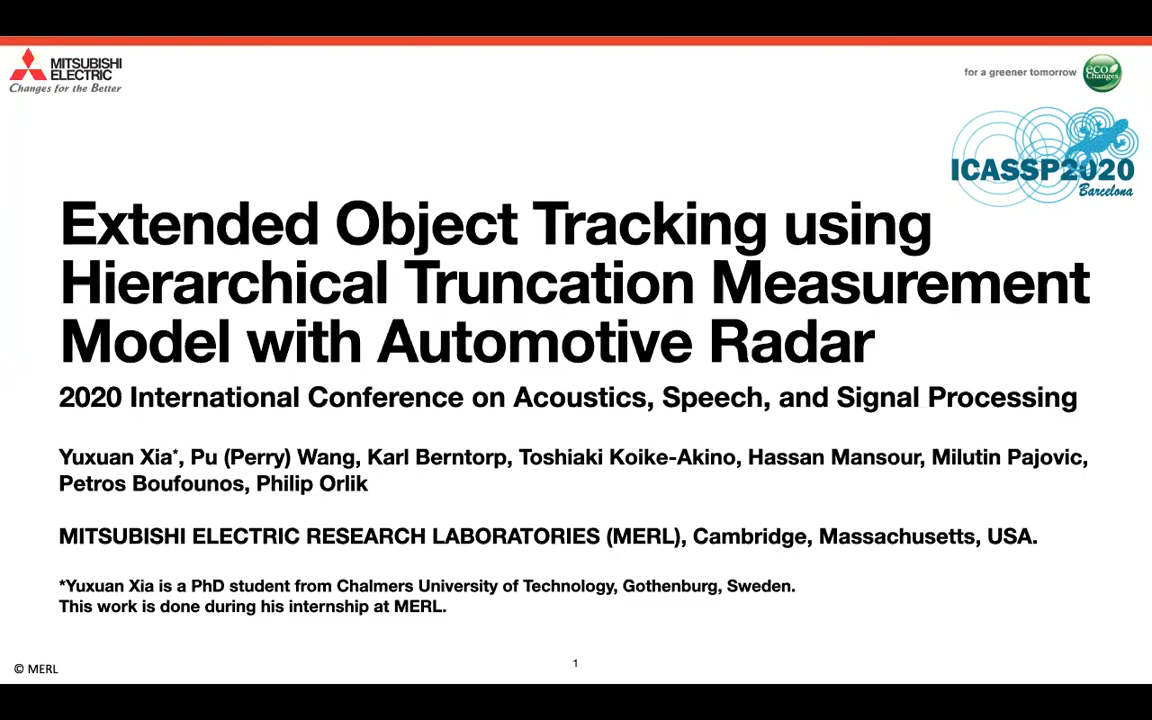 MITSUBISHI
ELECTRIC
Changes for the Better
for a greener tomorrow
eco
Changes
ICASSP2020
Barcelona
Extended Object Tracking using
Hierarchical Truncation Measurement
Model with Automotive Radar
2020 International Conference on Acoustics, Speech, and Signal Processing
Yuxuan Xia*, Pu (Perry) Wang, Karl Berntorp, Toshiaki Koike-Akino, Hassan Mansour, Milutin Pajovic,
Petros Boufounos, Philip Orlik
MITSUBISHI ELECTRIC RESEARCH LABORATORIES (MERL), Cambridge, Massachusetts, USA.
*Yuxuan Xia is a PhD student from Chalmers University of Technology, Gothenburg, Sweden.
This work is done during his internship at MERL.
© MERL
1